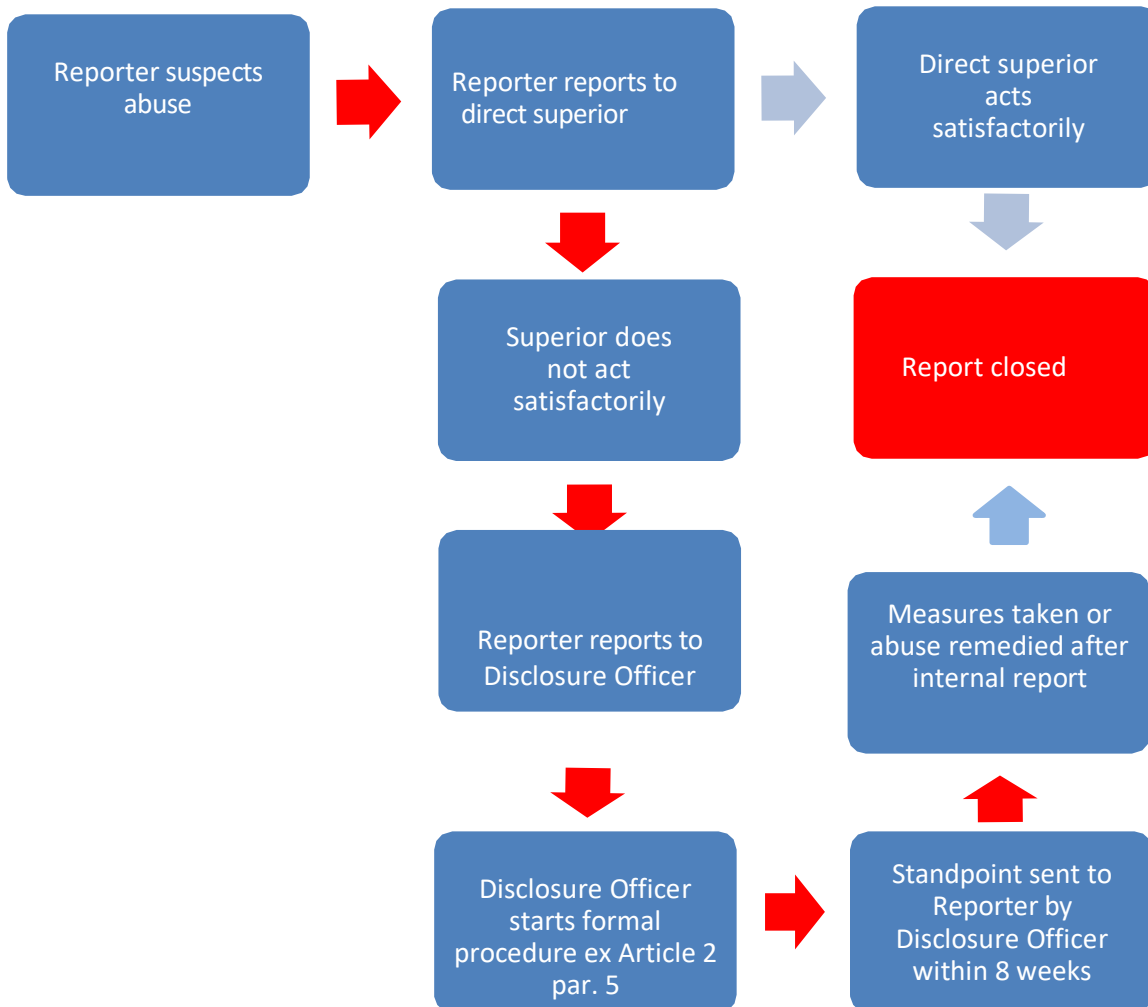 Reporter suspects
abuse
Reporter reports to
direct superior
Direct superior
acts
satisfactorily
Superior does
not act
satisfactorily
Report closed
Reporter reports to
Disclosure Officer
Measures taken or
abuse remedied after
internal report
Disclosure Officer
starts formal
procedure ex Article 2
par. 5
Standpoint sent to
Reporter by
Disclosure Officer
within 8 weeks